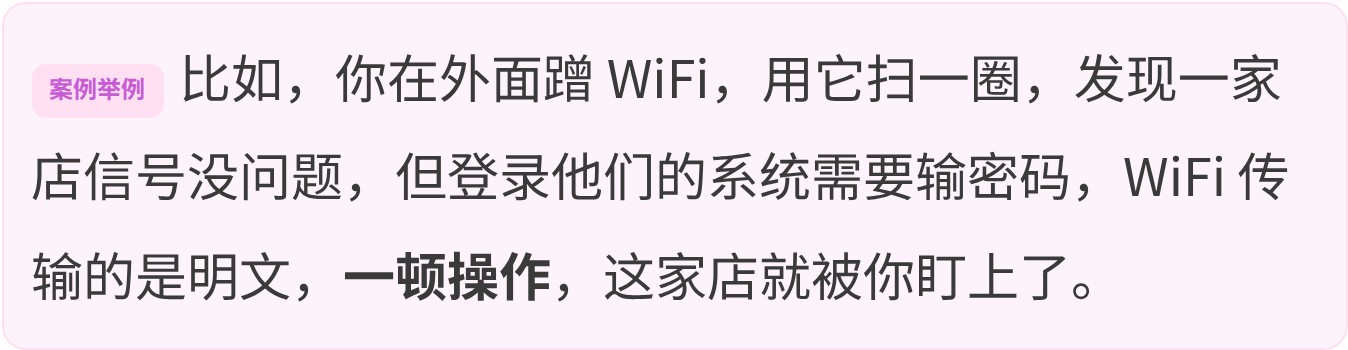 案例举例 比如，你在外面蹭 WiFi，用它扫一圈，发现一家
店信号没问题，但登录他们的系统需要输密码，WiFi 传
输的是明文，一顿操作，这家店就被你盯上了。